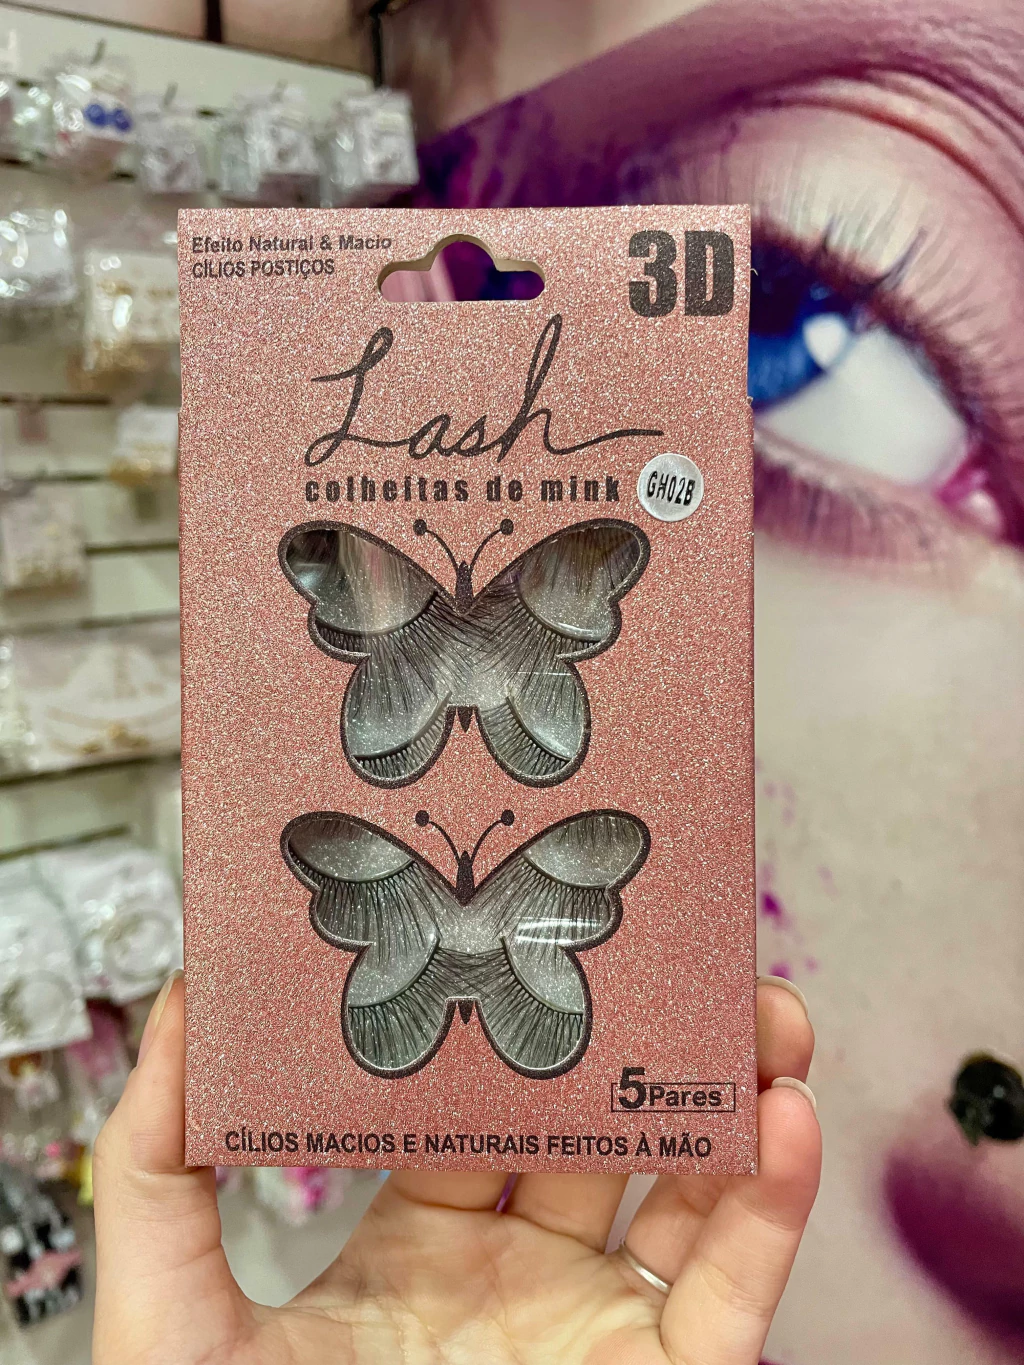 Efeito Natural & Macio
CÍLIOS POSTIÇOS
3D
Lash
colheitas de mink
GH02B
5 Pares
CÍLIOS MACIOS E NATURAIS FEITOS À MÃO